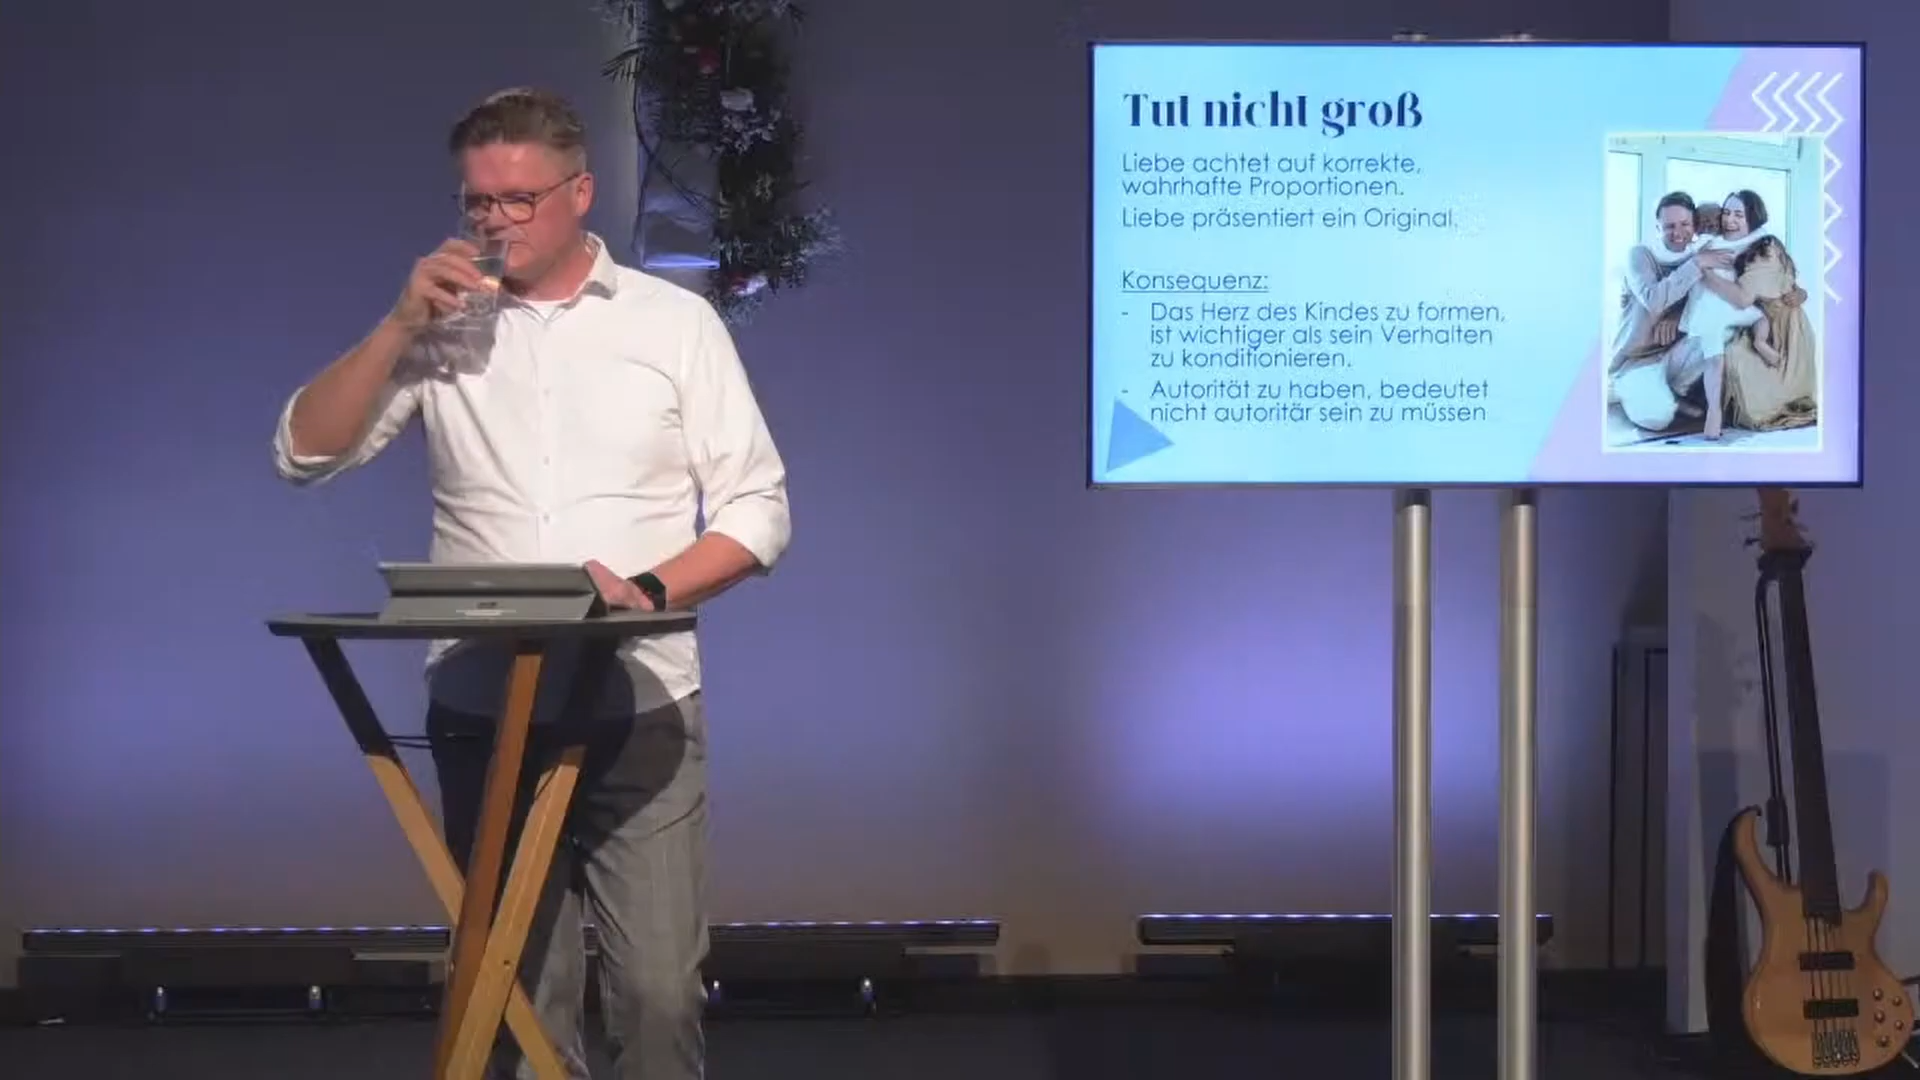 Tut nicht groß
Liebe achtet auf korrekte,
wahrhafte Proportionen.
Liebe präsentiert ein Original.
Konsequenz:
- Das Herz des Kindes zu formen,
ist wichtiger als sein Verhalten
zu konditionieren.
- Autorität zu haben, bedeutet
nicht autoritär sein zu müssen